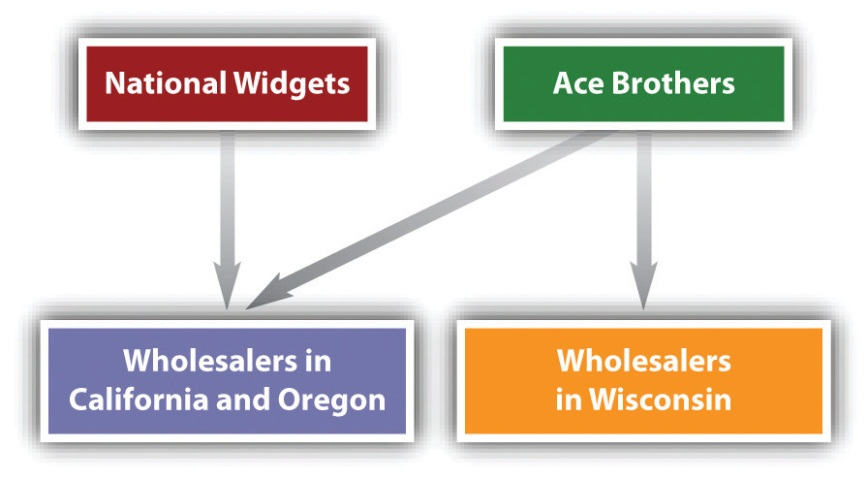 National Widgets
Ace Brothers
Wholesalers in
California and Oregon
Wholesalers
in Wisconsin